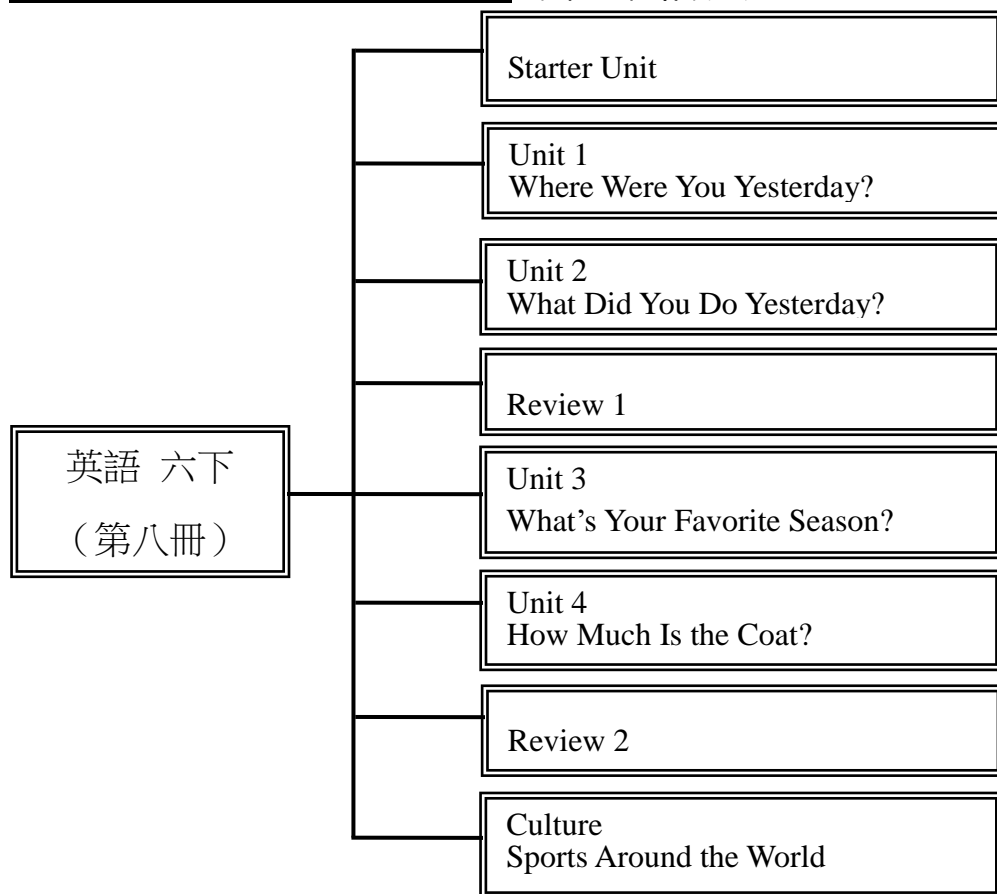 Starter Unit
Unit 1
Where Were You Yesterday?
Unit 2
What Did You Do Yesterday?
Review 1
英語 六下
（第八冊）
Unit 3
What’s Your Favorite Season?
Unit 4
How Much Is the Coat?
Review 2
Culture
Sports Around the World